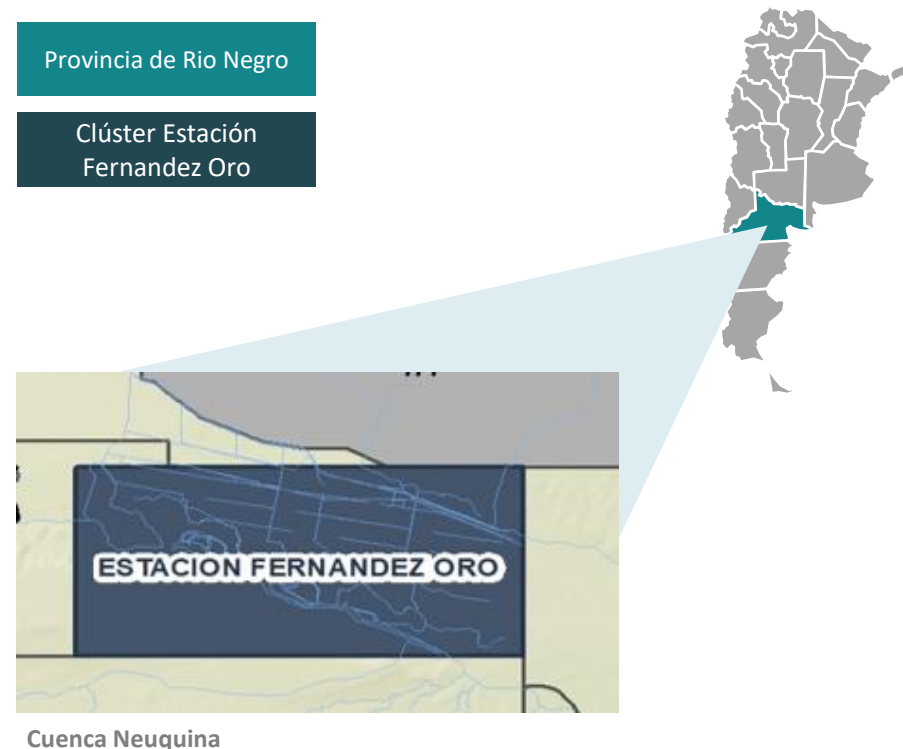 Provincia de Rio Negro
Clúster Estación
Fernandez Oro
ESTACION FERNANDEZ ORO
Cuenca Neuquina